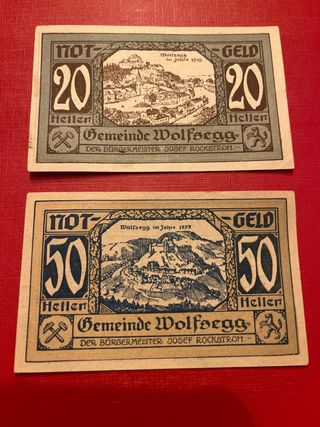 NOT- GELD
Wolfsegg
im Jahre 1910
20 20
Heller Heller
Gemeinde Wolfsegg
DER BÜRGERMEISTER JOSEF ROCKSTROH.
NOT- GELD
Wolfsegg im Jahre 1679
50 50
Heller Heller
Gemeinde Wolfsegg
DER BÜRGERMEISTER JOSEF ROCKSTROH.